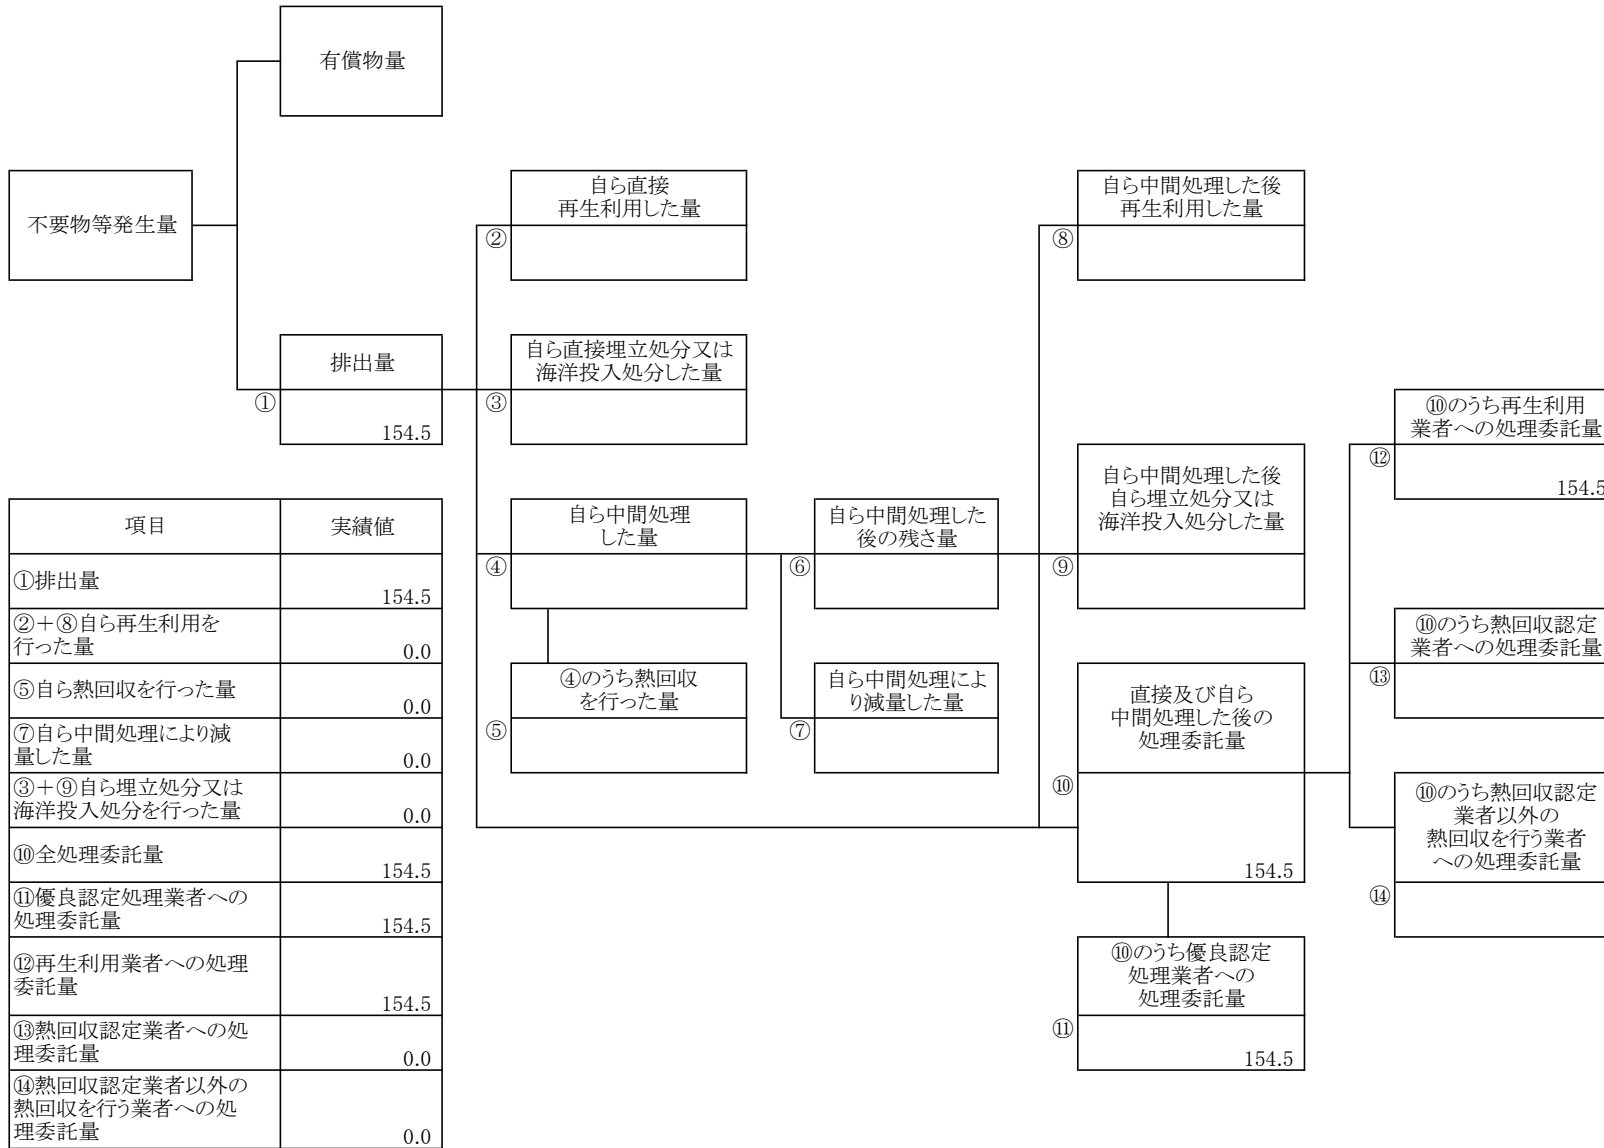 有償物量
不要物等発生量
自ら直接
再生利用した量
②
自ら中間処理した後
再生利用した量
⑧
排出量
①
154.5
自ら直接埋立処分又は
海洋投入処分した量
③
⑩のうち再生利用
業者への処理委託量
⑫
154.5
自ら中間処理
した量
④
自ら中間処理した
後の残さ量
⑥
自ら中間処理した後
自ら埋立処分又は
海洋投入処分した量
⑨
⑩のうち熱回収認定
業者への処理委託量
⑬
④のうち熱回収
を行った量
⑤
自ら中間処理によ
り減量した量
⑦
直接及び自ら
中間処理した後の
処理委託量
⑩
154.5
⑩のうち熱回収認定
業者以外の
熱回収を行う業者
への処理委託量
⑭
⑩のうち優良認定
処理業者への
処理委託量
⑪
154.5
項目 実績値
①排出量 154.5
②＋⑧自ら再生利用を
行った量 0.0
⑤自ら熱回収を行った量 0.0
⑦自ら中間処理により減
量した量 0.0
③＋⑨自ら埋立処分又は
海洋投入処分を行った量 0.0
⑩全処理委託量 154.5
⑪優良認定処理業者への
処理委託量 154.5
⑫再生利用業者への処理
委託量 154.5
⑬熱回収認定業者への処
理委託量 0.0
⑭熱回収認定業者以外の
熱回収を行う業者への処
理委託量 0.0